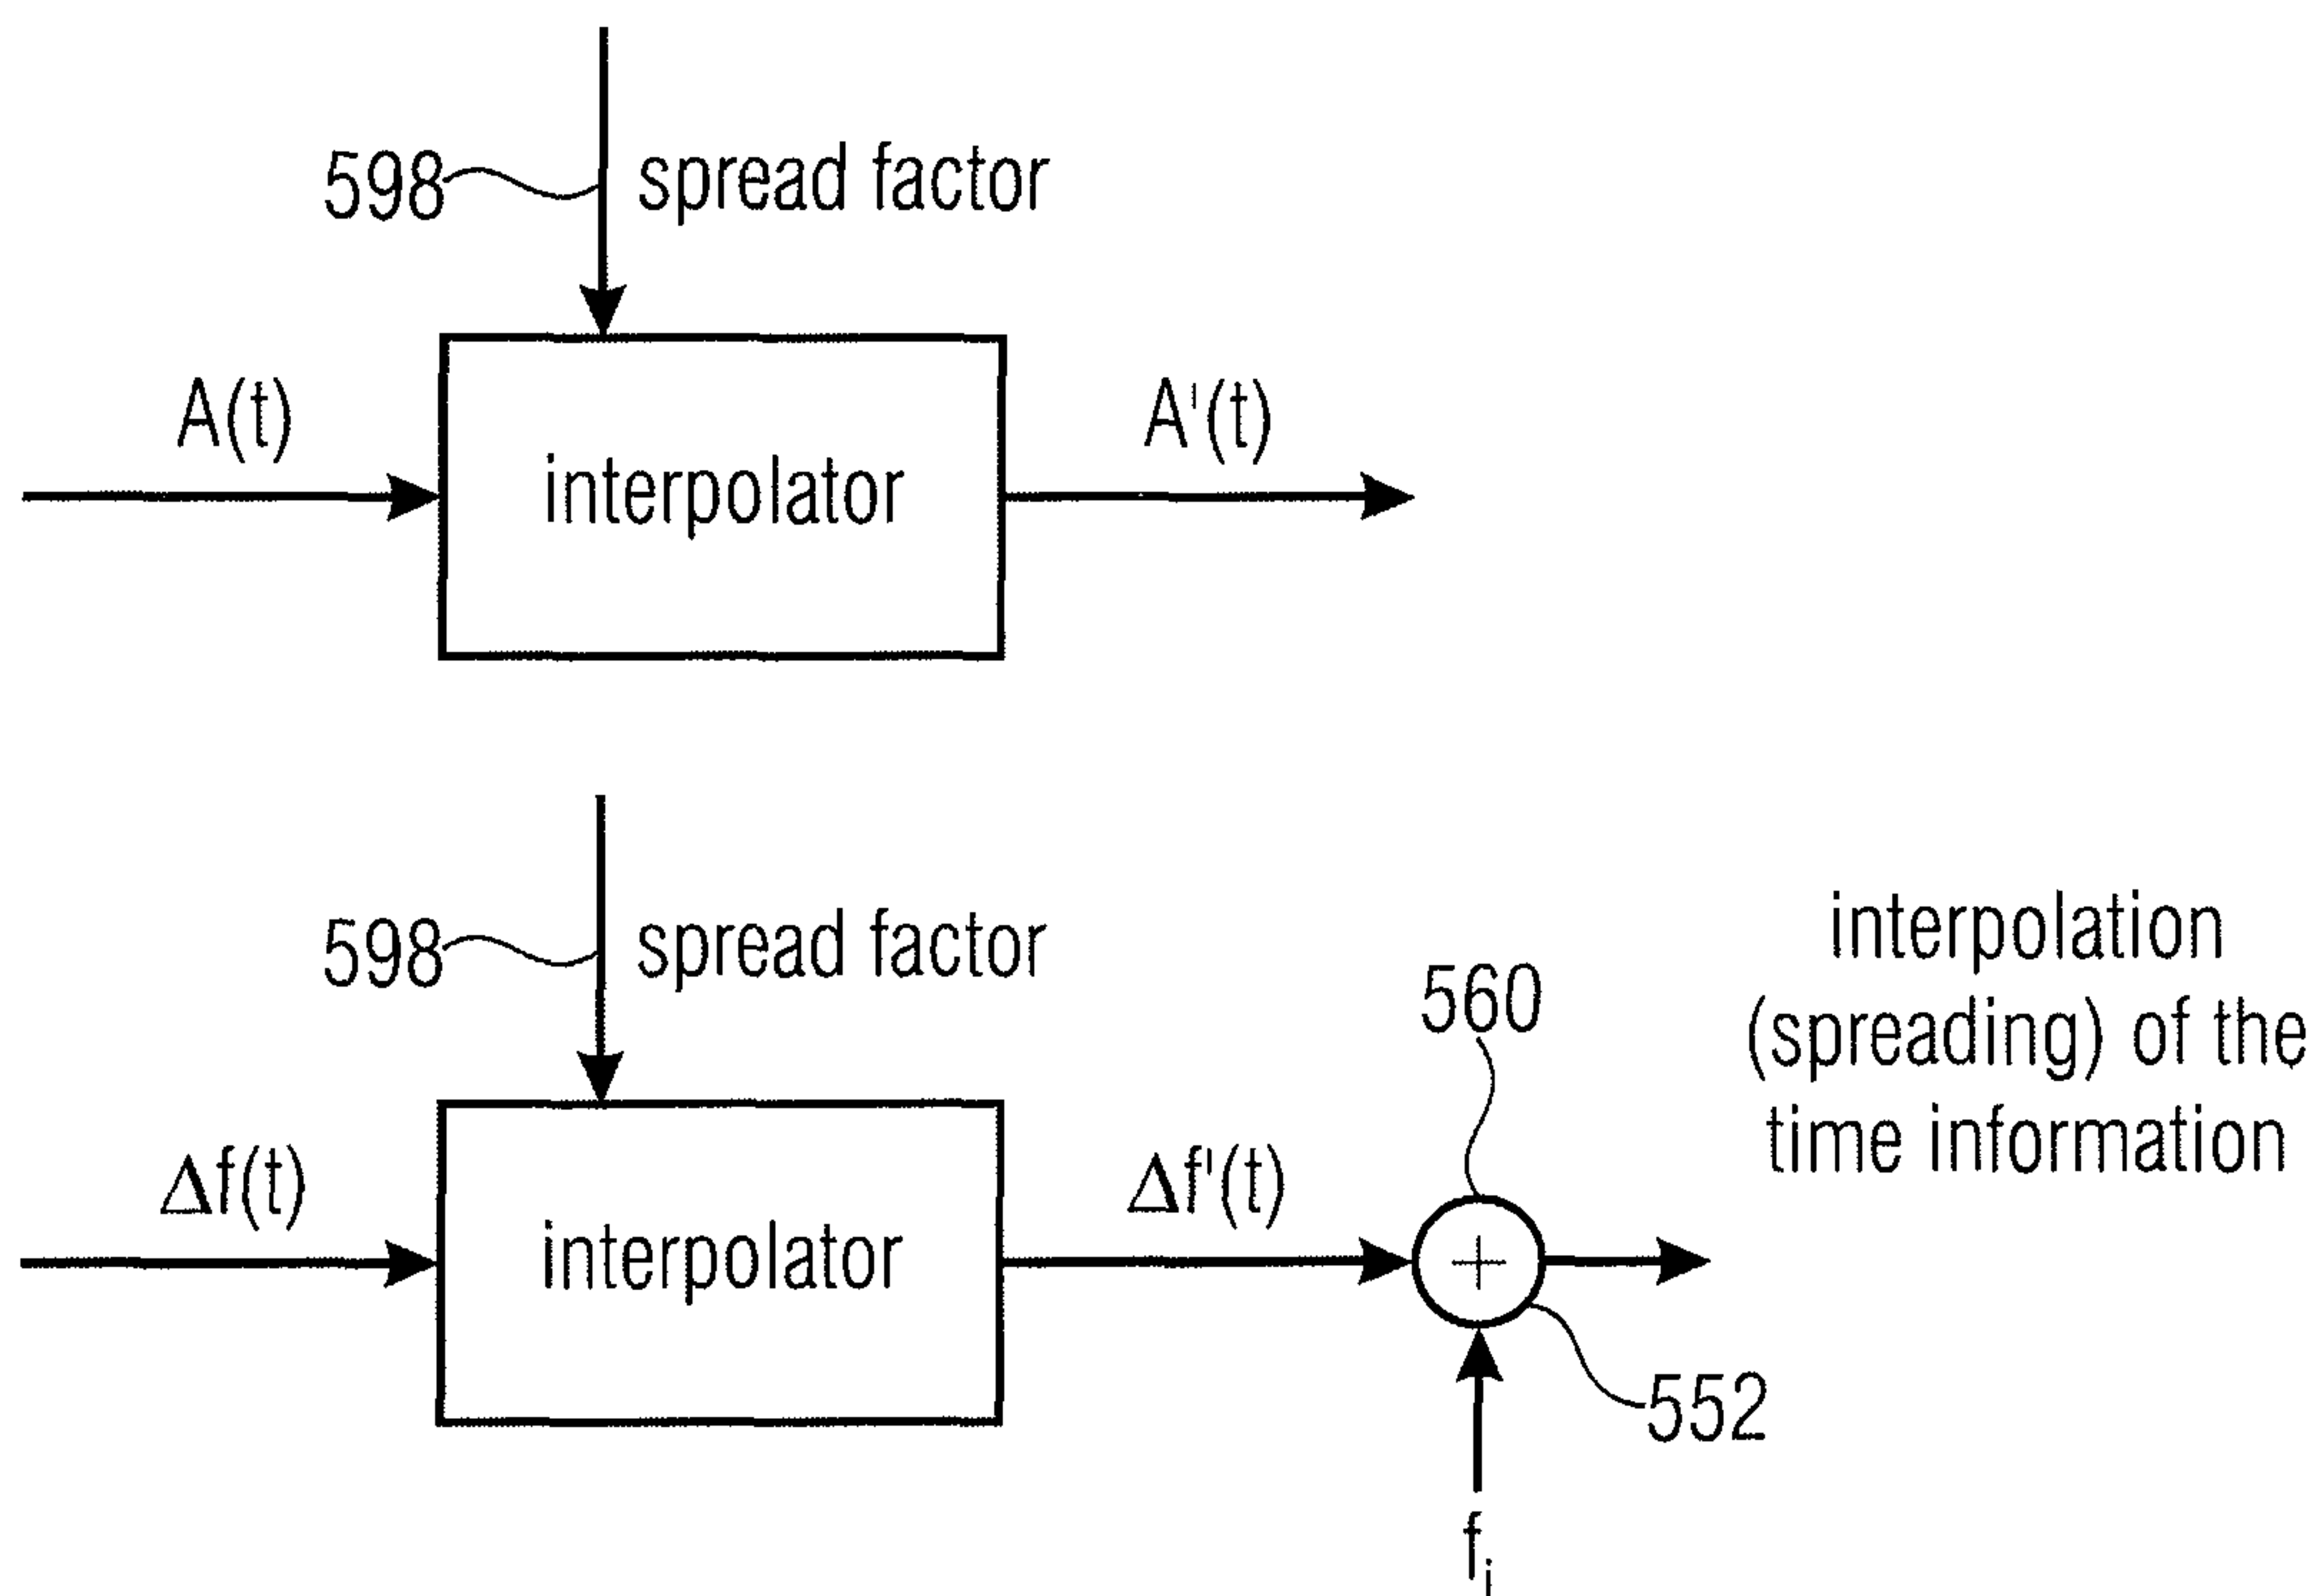 598 spread factor
A(t)
interpolator
A'(t)
598 spread factor
Δf(t)
interpolator
Δf'(t)
560
+
552
fi
interpolation
(spreading) of the
time information